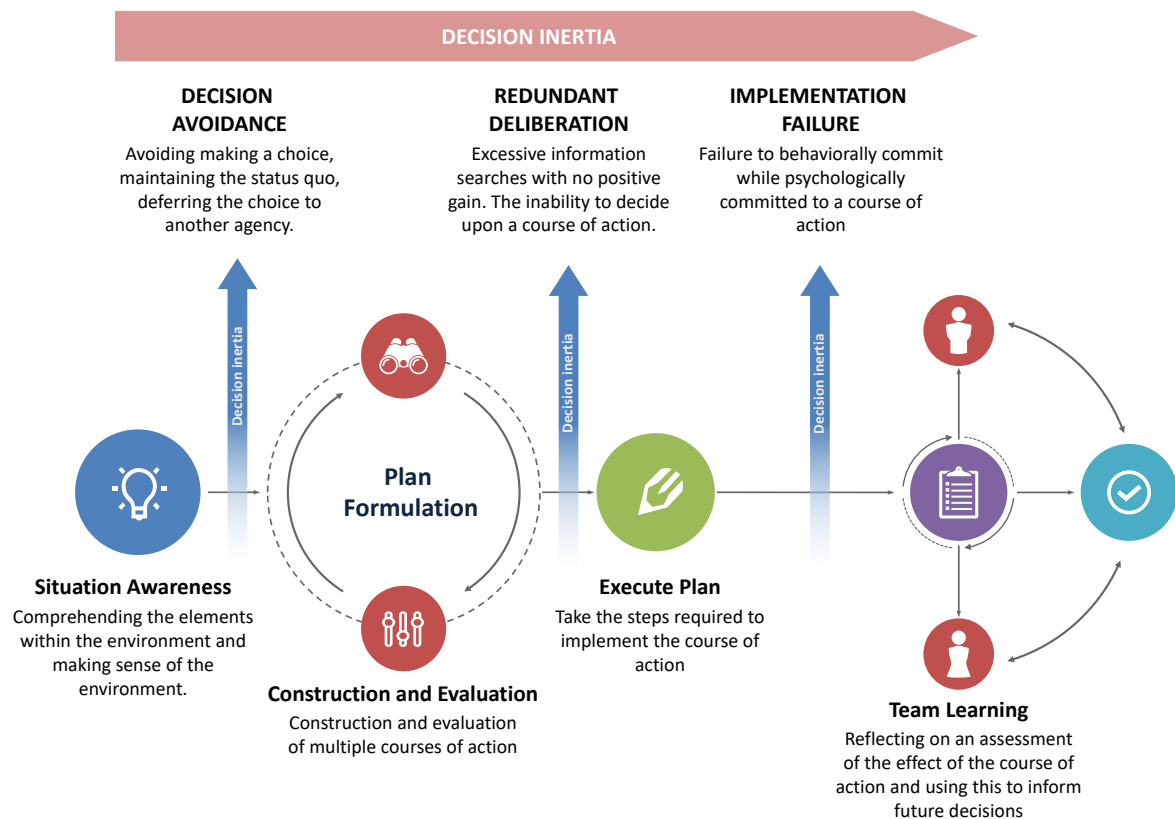 DECISION INERTIA
DECISION
AVOIDANCE
Avoiding making a choice,
maintaining the status quo,
deferring the choice to
another agency.
REDUNDANT
DELIBERATION
Excessive information
searches with no positive
gain. The inability to decide
upon a course of action.
IMPLEMENTATION
FAILURE
Failure to behaviorally commit
while psychologically
committed to a course of
action
Decision inertia
Decision inertia
Decision inertia
Plan
Formulation
Situation Awareness
Comprehending the elements
within the environment and
making sense of the
environment.
Construction and Evaluation
Construction and evaluation
of multiple courses of action
Execute Plan
Take the steps required to
implement the course of
action
Team Learning
Reflecting on an assessment
of the effect of the course of
action and using this to inform
future decisions